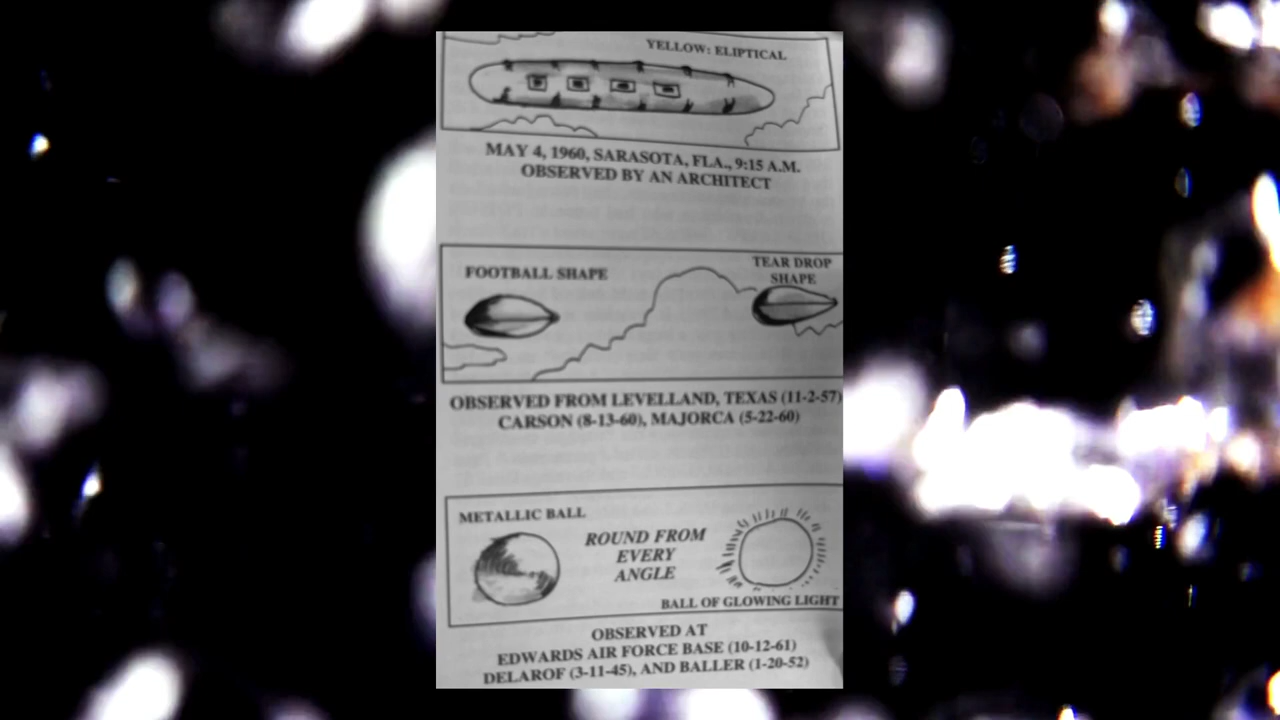 YELLOW: ELIPTICAL
MAY 4, 1960, SARASOTA, FLA., 9:15 A.M.
OBSERVED BY AN ARCHITECT
FOOTBALL SHAPE
TEAR DROP
SHAPE
OBSERVED FROM LEVELLAND, TEXAS (11-2-57)
CARSON (8-13-60), MAJORCA (5-22-60)
METALLIC BALL
ROUND FROM
EVERY
ANGLE
BALL OF GLOWING LIGHT
OBSERVED AT
EDWARDS AIR FORCE BASE (10-12-61)
DELAROF (3-11-45), AND BALLER (1-20-52)